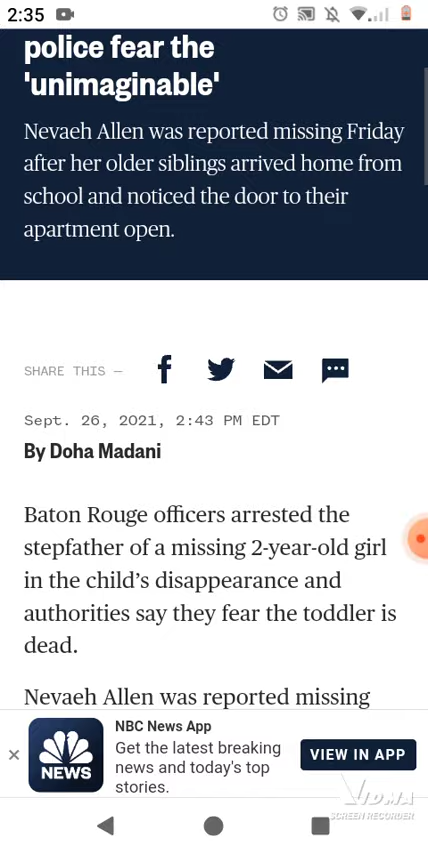 2:35
police fear the
'unimaginable'
Nevaeh Allen was reported missing Friday
after her older siblings arrived home from
school and noticed the door to their
apartment open.
SHARE THIS —
Sept. 26, 2021, 2:43 PM EDT
By Doha Madani
Baton Rouge officers arrested the
stepfather of a missing 2-year-old girl
in the child's disappearance and
authorities say they fear the toddler is
dead.
Nevaeh Allen was reported missing
NBC News App
Get the latest breaking
news and today's top
stories.
NEWS
VIEW IN APP
VIDMA
SCREEN RECORDER